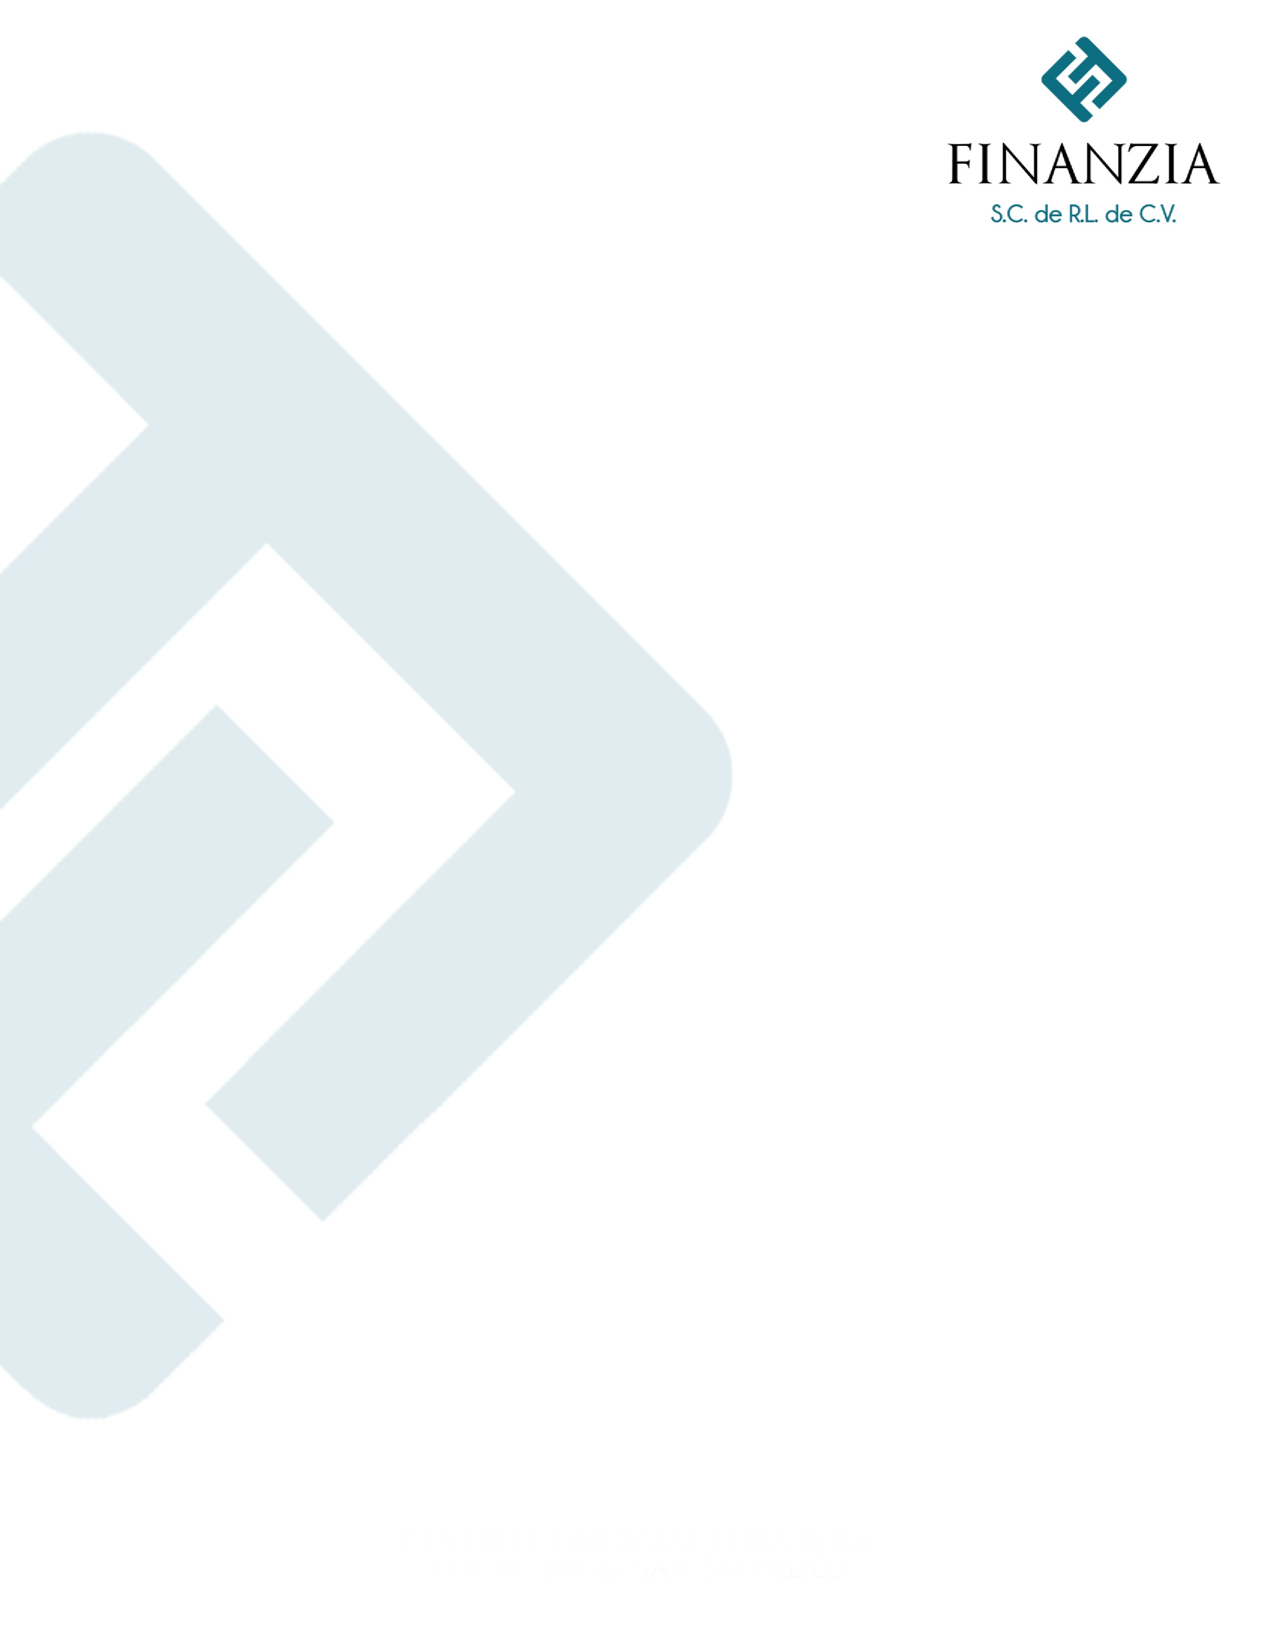 FINANZIA
S.C. de R.L. de C.V.